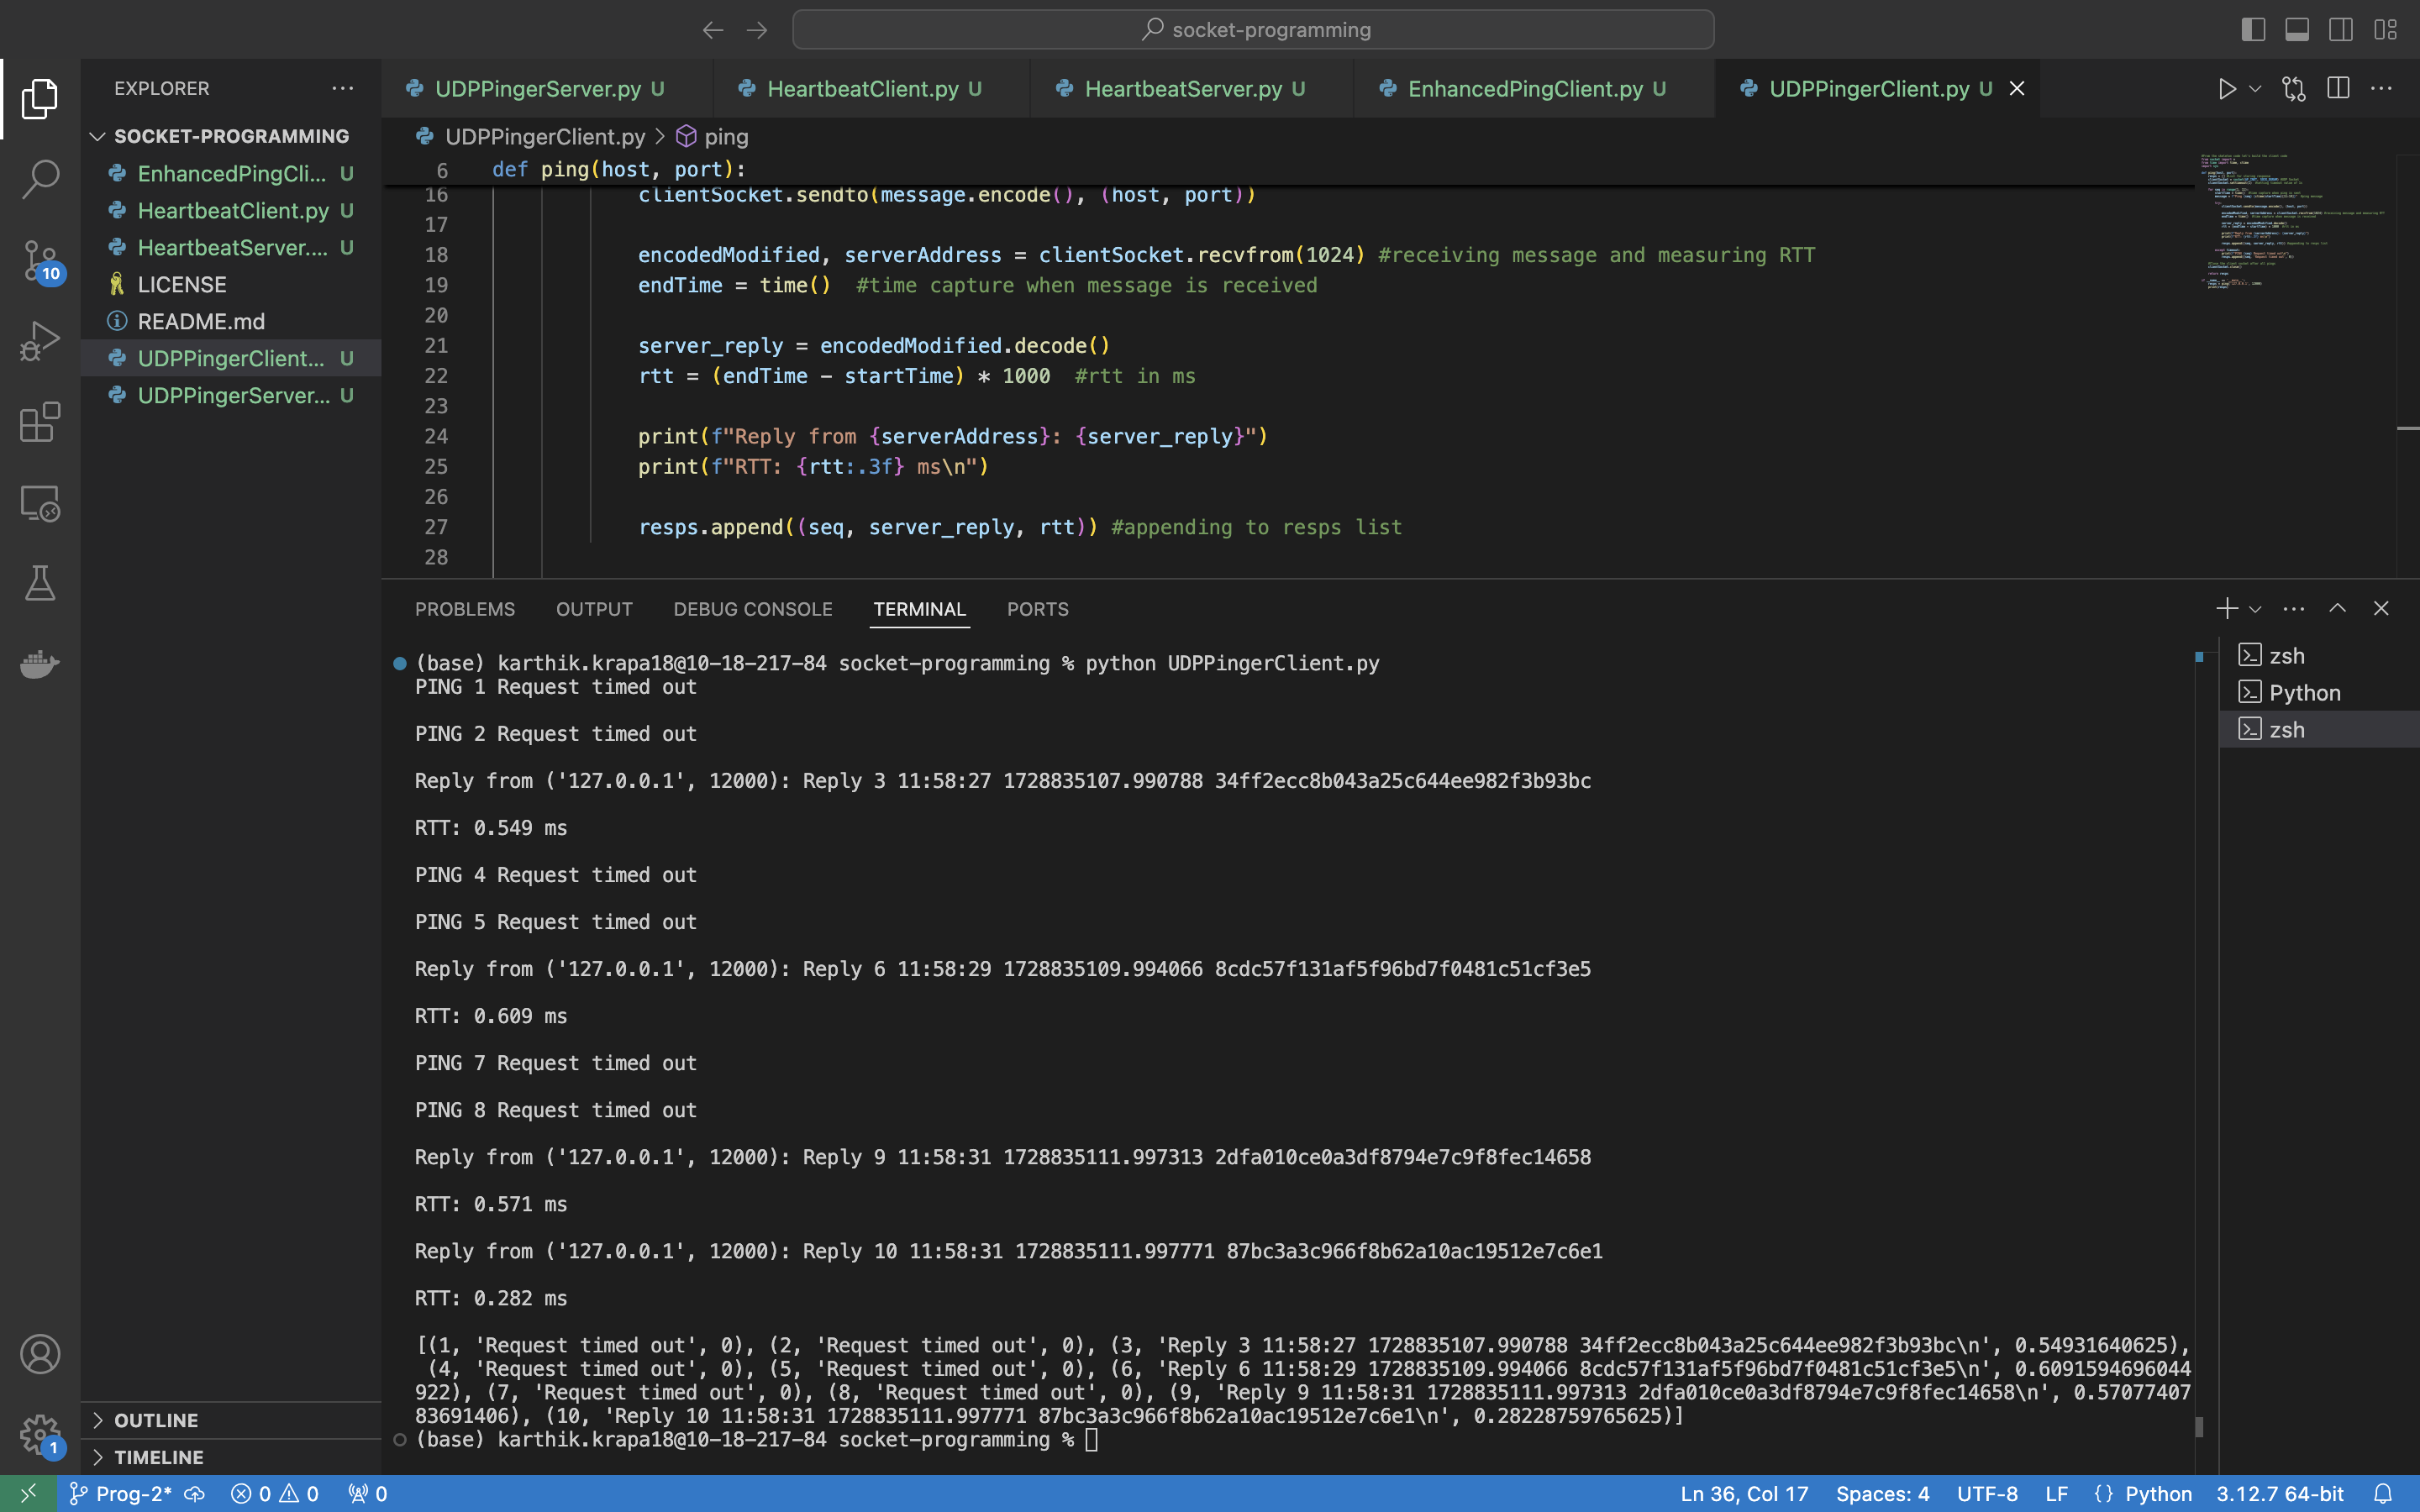 socket-programming
EXPLORER
SOCKET-PROGRAMMING
EnhancedPingCli... U
HeartbeatClient.py U
HeartbeatServer.... U
LICENSE
README.md
UDPPingerClient... U
UDPPingerServer... U
OUTLINE
TIMELINE
10
1
UDPPingerServer.py U
HeartbeatClient.py U
HeartbeatServer.py U
EnhancedPingClient.py U
UDPPingerClient.py U
UDPPingerClient.py > ping
6 def ping(host, port):
16 clientSocket.sendto(message.encode(), (host, port))
17
18 encodedModified, serverAddress = clientSocket.recvfrom(1024) #receiving message and measuring RTT
19 endTime = time() #time capture when message is received
20
21 server_reply = encodedModified.decode()
22 rtt = (endTime - startTime) * 1000 #rtt in ms
23
24 print(f"Reply from {serverAddress}: {server_reply}")
25 print(f"RTT: {rtt:.3f} ms\n")
26
27 resps.append((seq, server_reply, rtt)) #appending to resps list
28
PROBLEMS OUTPUT DEBUG CONSOLE TERMINAL PORTS
zsh
Python
zsh
(base) karthik.krapa18@10-18-217-84 socket-programming % python UDPPingerClient.py
PING 1 Request timed out
PING 2 Request timed out
Reply from ('127.0.0.1', 12000): Reply 3 11:58:27 1728835107.990788 34ff2ecc8b043a25c644ee982f3b93bc
RTT: 0.549 ms
PING 4 Request timed out
PING 5 Request timed out
Reply from ('127.0.0.1', 12000): Reply 6 11:58:29 1728835109.994066 8cdc57f131af5f96bd7f0481c51cf3e5
RTT: 0.609 ms
PING 7 Request timed out
PING 8 Request timed out
Reply from ('127.0.0.1', 12000): Reply 9 11:58:31 1728835111.997313 2dfa010ce0a3df8794e7c9f8fec14658
RTT: 0.571 ms
Reply from ('127.0.0.1', 12000): Reply 10 11:58:31 1728835111.997771 87bc3a3c966f8b62a10ac19512e7c6e1
RTT: 0.282 ms
[(1, 'Request timed out', 0), (2, 'Request timed out', 0), (3, 'Reply 3 11:58:27 1728835107.990788 34ff2ecc8b043a25c644ee982f3b93bc\n', 0.54931640625),
(4, 'Request timed out', 0), (5, 'Request timed out', 0), (6, 'Reply 6 11:58:29 1728835109.994066 8cdc57f131af5f96bd7f0481c51cf3e5\n', 0.6091594696044
922), (7, 'Request timed out', 0), (8, 'Request timed out', 0), (9, 'Reply 9 11:58:31 1728835111.997313 2dfa010ce0a3df8794e7c9f8fec14658\n', 0.57077407
83691406), (10, 'Reply 10 11:58:31 1728835111.997771 87bc3a3c966f8b62a10ac19512e7c6e1\n', 0.28228759765625)]
(base) karthik.krapa18@10-18-217-84 socket-programming %
Prog-2* 0 0 0 Ln 36, Col 17 Spaces: 4 UTF-8 LF {} Python 3.12.7 64-bit